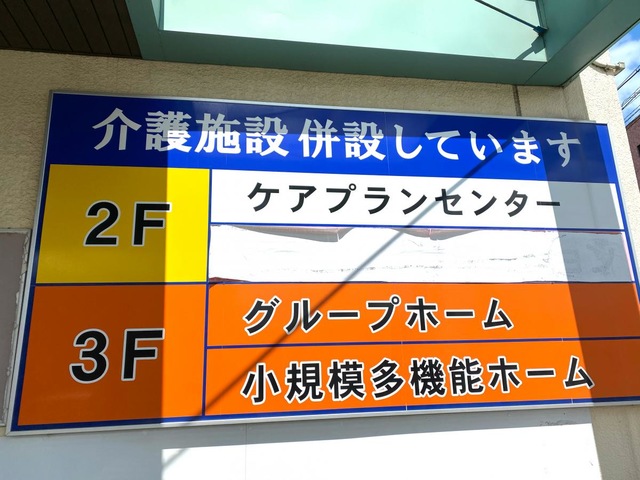 介護施設併設しています
2F
ケアプランセンター
3F
グループホーム
小規模多機能ホーム